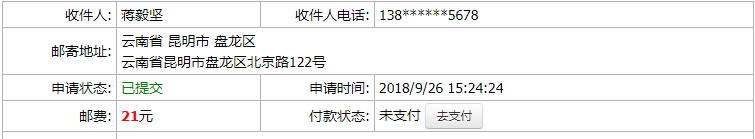 收件人: 蒋毅坚 收件人电话: 138******5678
邮寄地址: 云南省 昆明市 盘龙区
云南省昆明市盘龙区北京路122号
申请状态: 已提交 申请时间: 2018/9/26 15:24:24
邮费: 21元 付款状态: 未支付 去支付